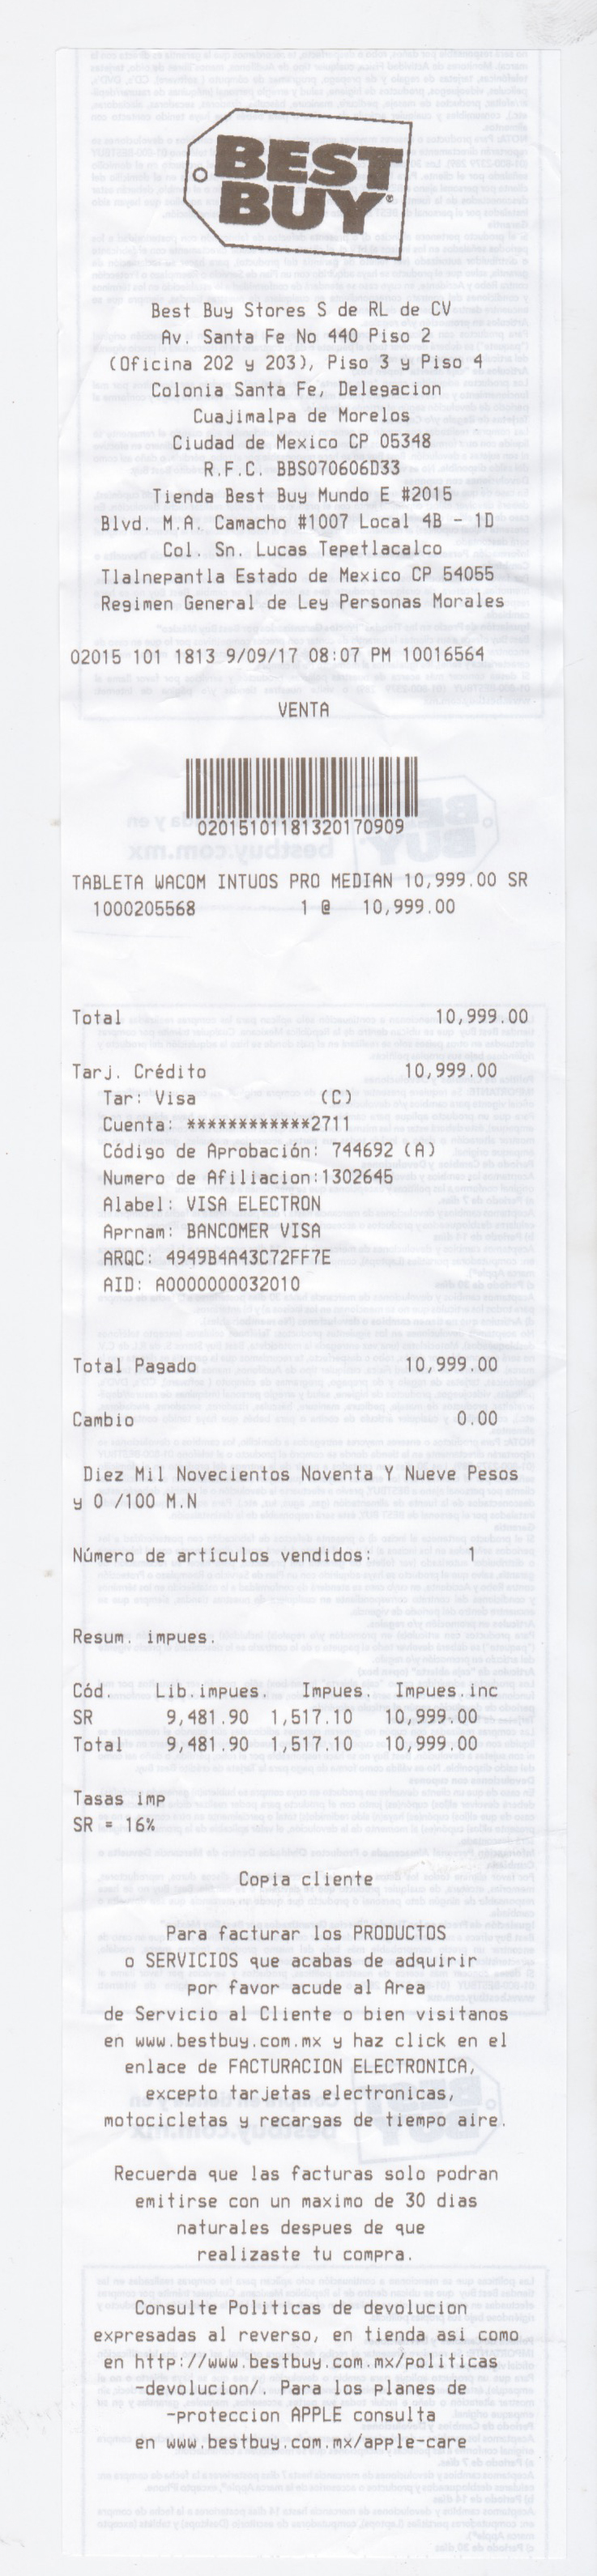 BEST
BUY®
Best Buy Stores S de RL de CV
Av. Santa Fe No 440 Piso 2
(Oficina 202 y 203), Piso 3 y Piso 4
Colonia Santa Fe, Delegacion
Cuajimalpa de Morelos
Ciudad de Mexico CP 05348
R.F.C. BBS070606D33
Tienda Best Buy Mundo E #2015
Blvd. M.A. Camacho #1007 Local 4B - 1D
Col. Sn. Lucas Tepetlacalco
Tlalnepantla Estado de Mexico CP 54055
Regimen General de Ley Personas Morales
02015 101 1813 9/09/17 08:07 PM 10016564
VENTA
02015101181320170909
TABLETA WACOM INTUOS PRO MEDIAN 10,999.00 SR
1000205568 1 @ 10,999.00
Total 10,999.00
Tarj. Crédito 10,999.00
Tar: Visa (C)
Cuenta: ************2711
Código de Aprobación: 744692 (A)
Numero de Afiliacion:1302645
Alabel: VISA ELECTRON
Aprnam: BANCOMER VISA
ARQC: 4949B4A43C72FF7E
AID: A0000000032010
Total Pagado 10,999.00
Cambio 0.00
Diez Mil Novecientos Noventa Y Nueve Pesos
y 0 /100 M.N
Número de artículos vendidos: 1
Resum. impues.
Cód. Lib.impues. Impues. Impues.inc
SR 9,481.90 1,517.10 10,999.00
Total 9,481.90 1,517.10 10,999.00
Tasas imp
SR = 16%
Copia cliente
Para facturar los PRODUCTOS
o SERVICIOS que acabas de adquirir
por favor acude al Area
de Servicio al Cliente o bien visitanos
en www.bestbuy.com.mx y haz click en el
enlace de FACTURACION ELECTRONICA,
excepto tarjetas electronicas,
motocicletas y recargas de tiempo aire.
Recuerda que las facturas solo podran
emitirse con un maximo de 30 dias
naturales despues de que
realizaste tu compra.
Consulte Politicas de devolucion
expresadas al reverso, en tienda asi como
en http://www.bestbuy.com.mx/politicas
-devolucion/. Para los planes de
-proteccion APPLE consulta
en www.bestbuy.com.mx/apple-care